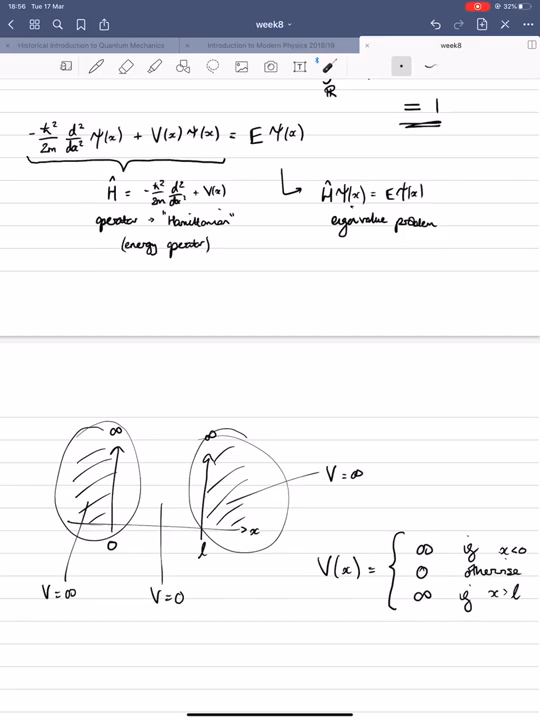 18:56 Tue 17 Mar
32%
week8
Historical Introduction to Quantum Mechanics
Introduction to Modern Physics 2018/19
week8
ℝ
= 1
-ℏ²/2m d²/dx² ψ(x) + V(x) ψ(x) = E ψ(x)
Ĥ = -ℏ²/2m d²/dx² + V(x)
Ĥ ψ(x) = E ψ(x)
operator → "Hamiltonian"
eigenvalue problem
(energy operator)
∞
∞
V = ∞
x
0
l
V(x) = { ∞ if x<0
0 otherwise
∞ if x>l
V = ∞
V = 0